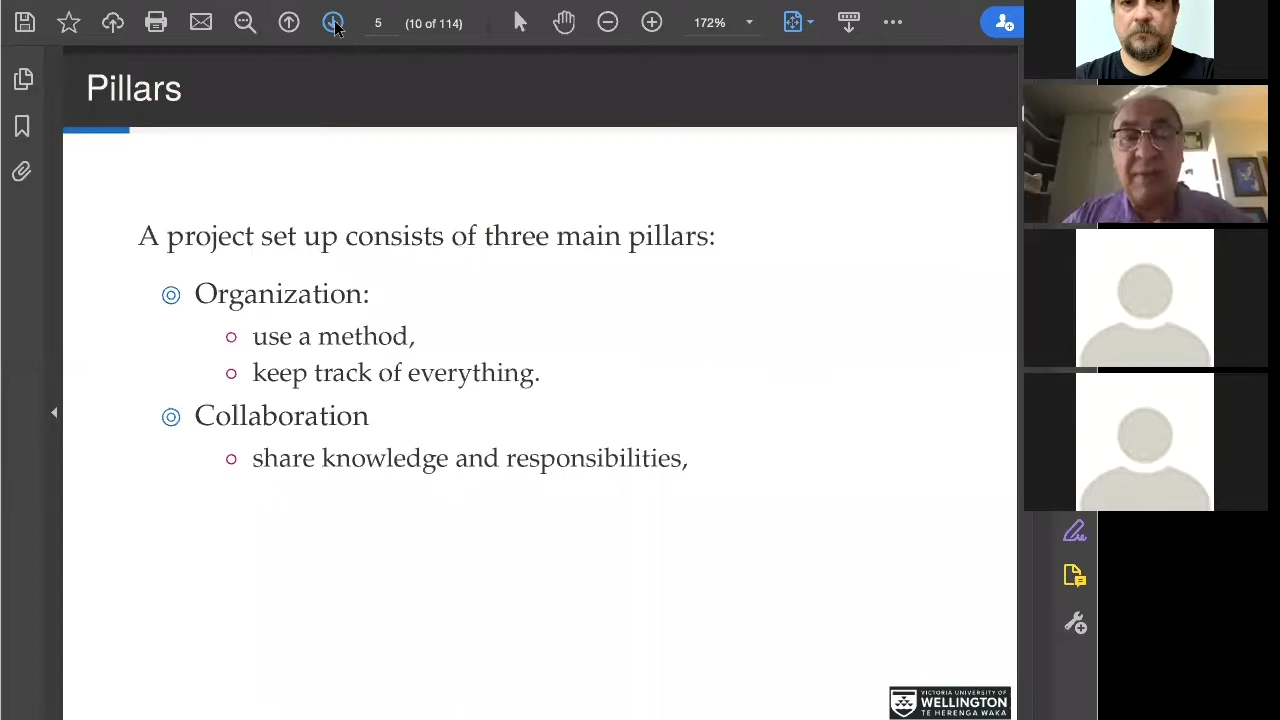 5
(10 of 114)
172%
Pillars
A project set up consists of three main pillars:
Organization:
use a method,
keep track of everything.
Collaboration
share knowledge and responsibilities,
VICTORIA UNIVERSITY OF
WELLINGTON
TE HERENGA WAKA